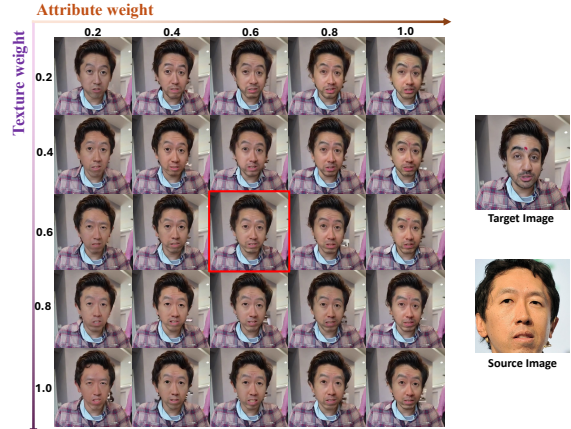 Attribute weight
0.2 0.4 0.6 0.8 1.0
Texture weight
0.2
0.4
0.6
0.8
1.0
Target Image
Source Image